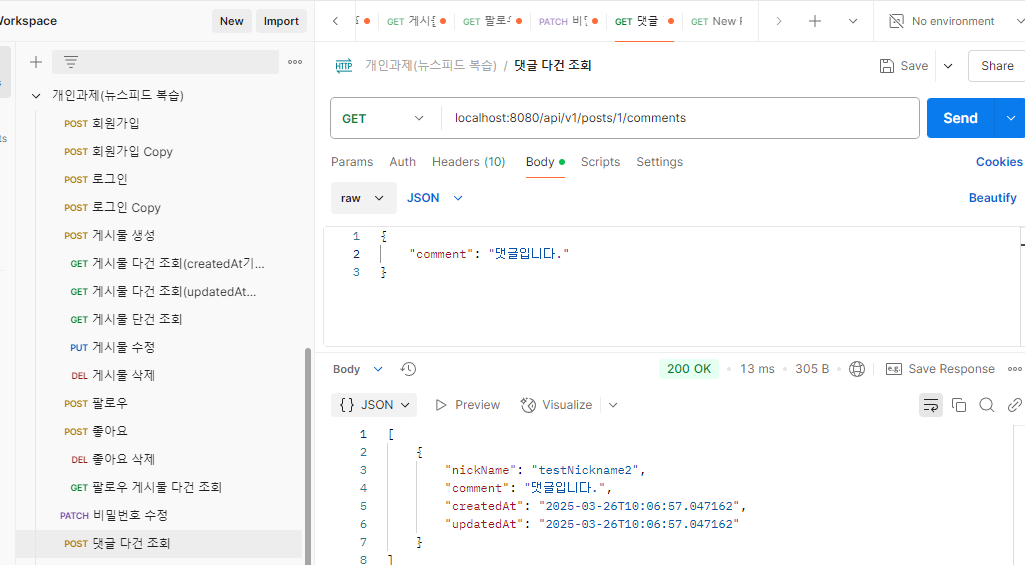 Workspace
New
Import
개인과제(뉴스피드 복습)
POST 회원가입
POST 회원가입 Copy
POST 로그인
POST 로그인 Copy
POST 게시물 생성
GET 게시물 다건 조회(createdAt기...
GET 게시물 다건 조회(updatedAt...
GET 게시물 단건 조회
PUT 게시물 수정
DEL 게시물 삭제
POST 팔로우
POST 좋아요
DEL 좋아요 삭제
GET 팔로우 게시물 다건 조회
PATCH 비밀번호 수정
POST 댓글 다건 조회
GET 게시물
GET 팔로우
PATCH
GET 댓글
GET New
No environment
HTTP 개인과제(뉴스피드 복습) / 댓글 다건 조회
Save
Share
GET
localhost:8080/api/v1/posts/1/comments
Send
Params Auth Headers (10) Body Scripts Settings
Cookies
raw JSON
Beautify
1 {
2 "comment": "댓글입니다."
3 }
Body
200 OK • 13 ms • 305 B
e.g. Save Response
{} JSON Preview Visualize
1 [
2 {
3 "nickName": "testNickname2",
4 "comment": "댓글입니다.",
5 "createdAt": "2025-03-26T10:06:57.047162",
6 "updatedAt": "2025-03-26T10:06:57.047162"
7 }
8 ]